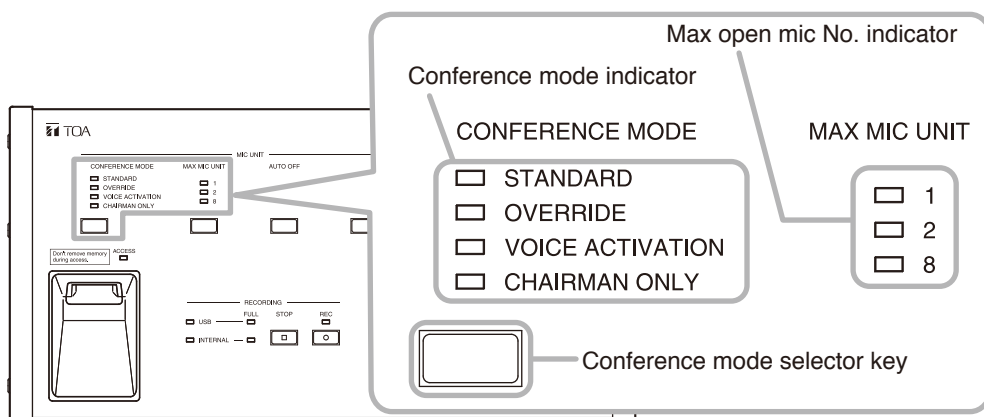 Max open mic No. indicator
Conference mode indicator
CONFERENCE MODE
MAX MIC UNIT
STANDARD
OVERRIDE
VOICE ACTIVATION
CHAIRMAN ONLY
1
2
8
Conference mode selector key
TOA
MIC UNIT
CONFERENCE MODE
MAX MIC UNIT
AUTO OFF
STANDARD
OVERRIDE
VOICE ACTIVATION
CHAIRMAN ONLY
1
2
8
Don't remove memory
during access.
ACCESS
RECORDING
FULL
STOP
REC
USB
INTERNAL